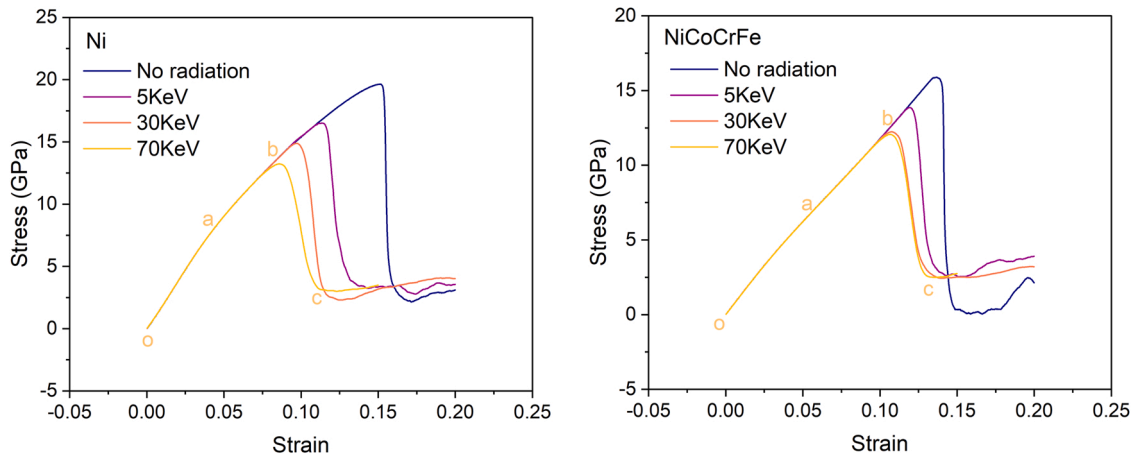 Ni
No radiation
5KeV
30KeV
70KeV
b
a
c
o
25
20
15
10
5
0
-5
-0.05
0.00
0.05
0.10
0.15
0.20
0.25
Stress (GPa)
Strain
NiCoCrFe
No radiation
5KeV
30KeV
70KeV
b
a
c
o
20
15
10
5
0
-5
-0.05
0.00
0.05
0.10
0.15
0.20
0.25
Stress (GPa)
Strain